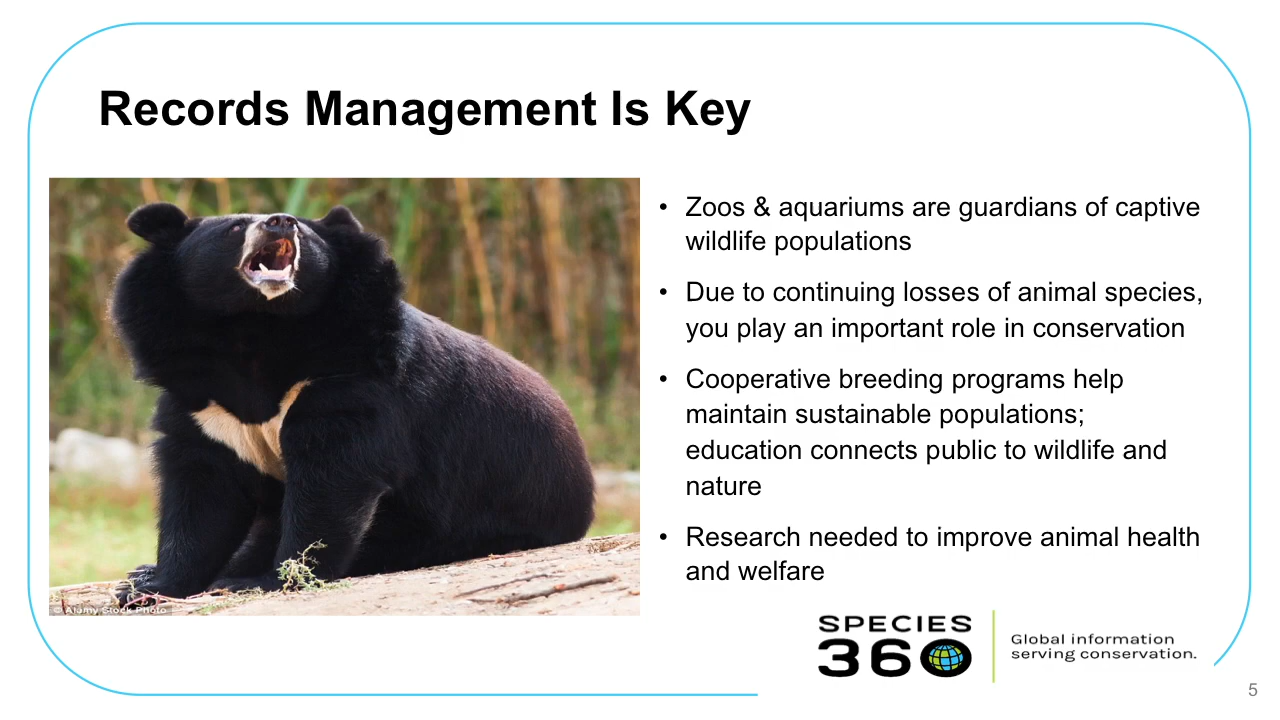 Records Management Is Key
• Zoos & aquariums are guardians of captive
wildlife populations
• Due to continuing losses of animal species,
you play an important role in conservation
• Cooperative breeding programs help
maintain sustainable populations;
education connects public to wildlife and
nature
• Research needed to improve animal health
and welfare
© Alamy Stock Photo
SPECIES
360
Global information
serving conservation.
5